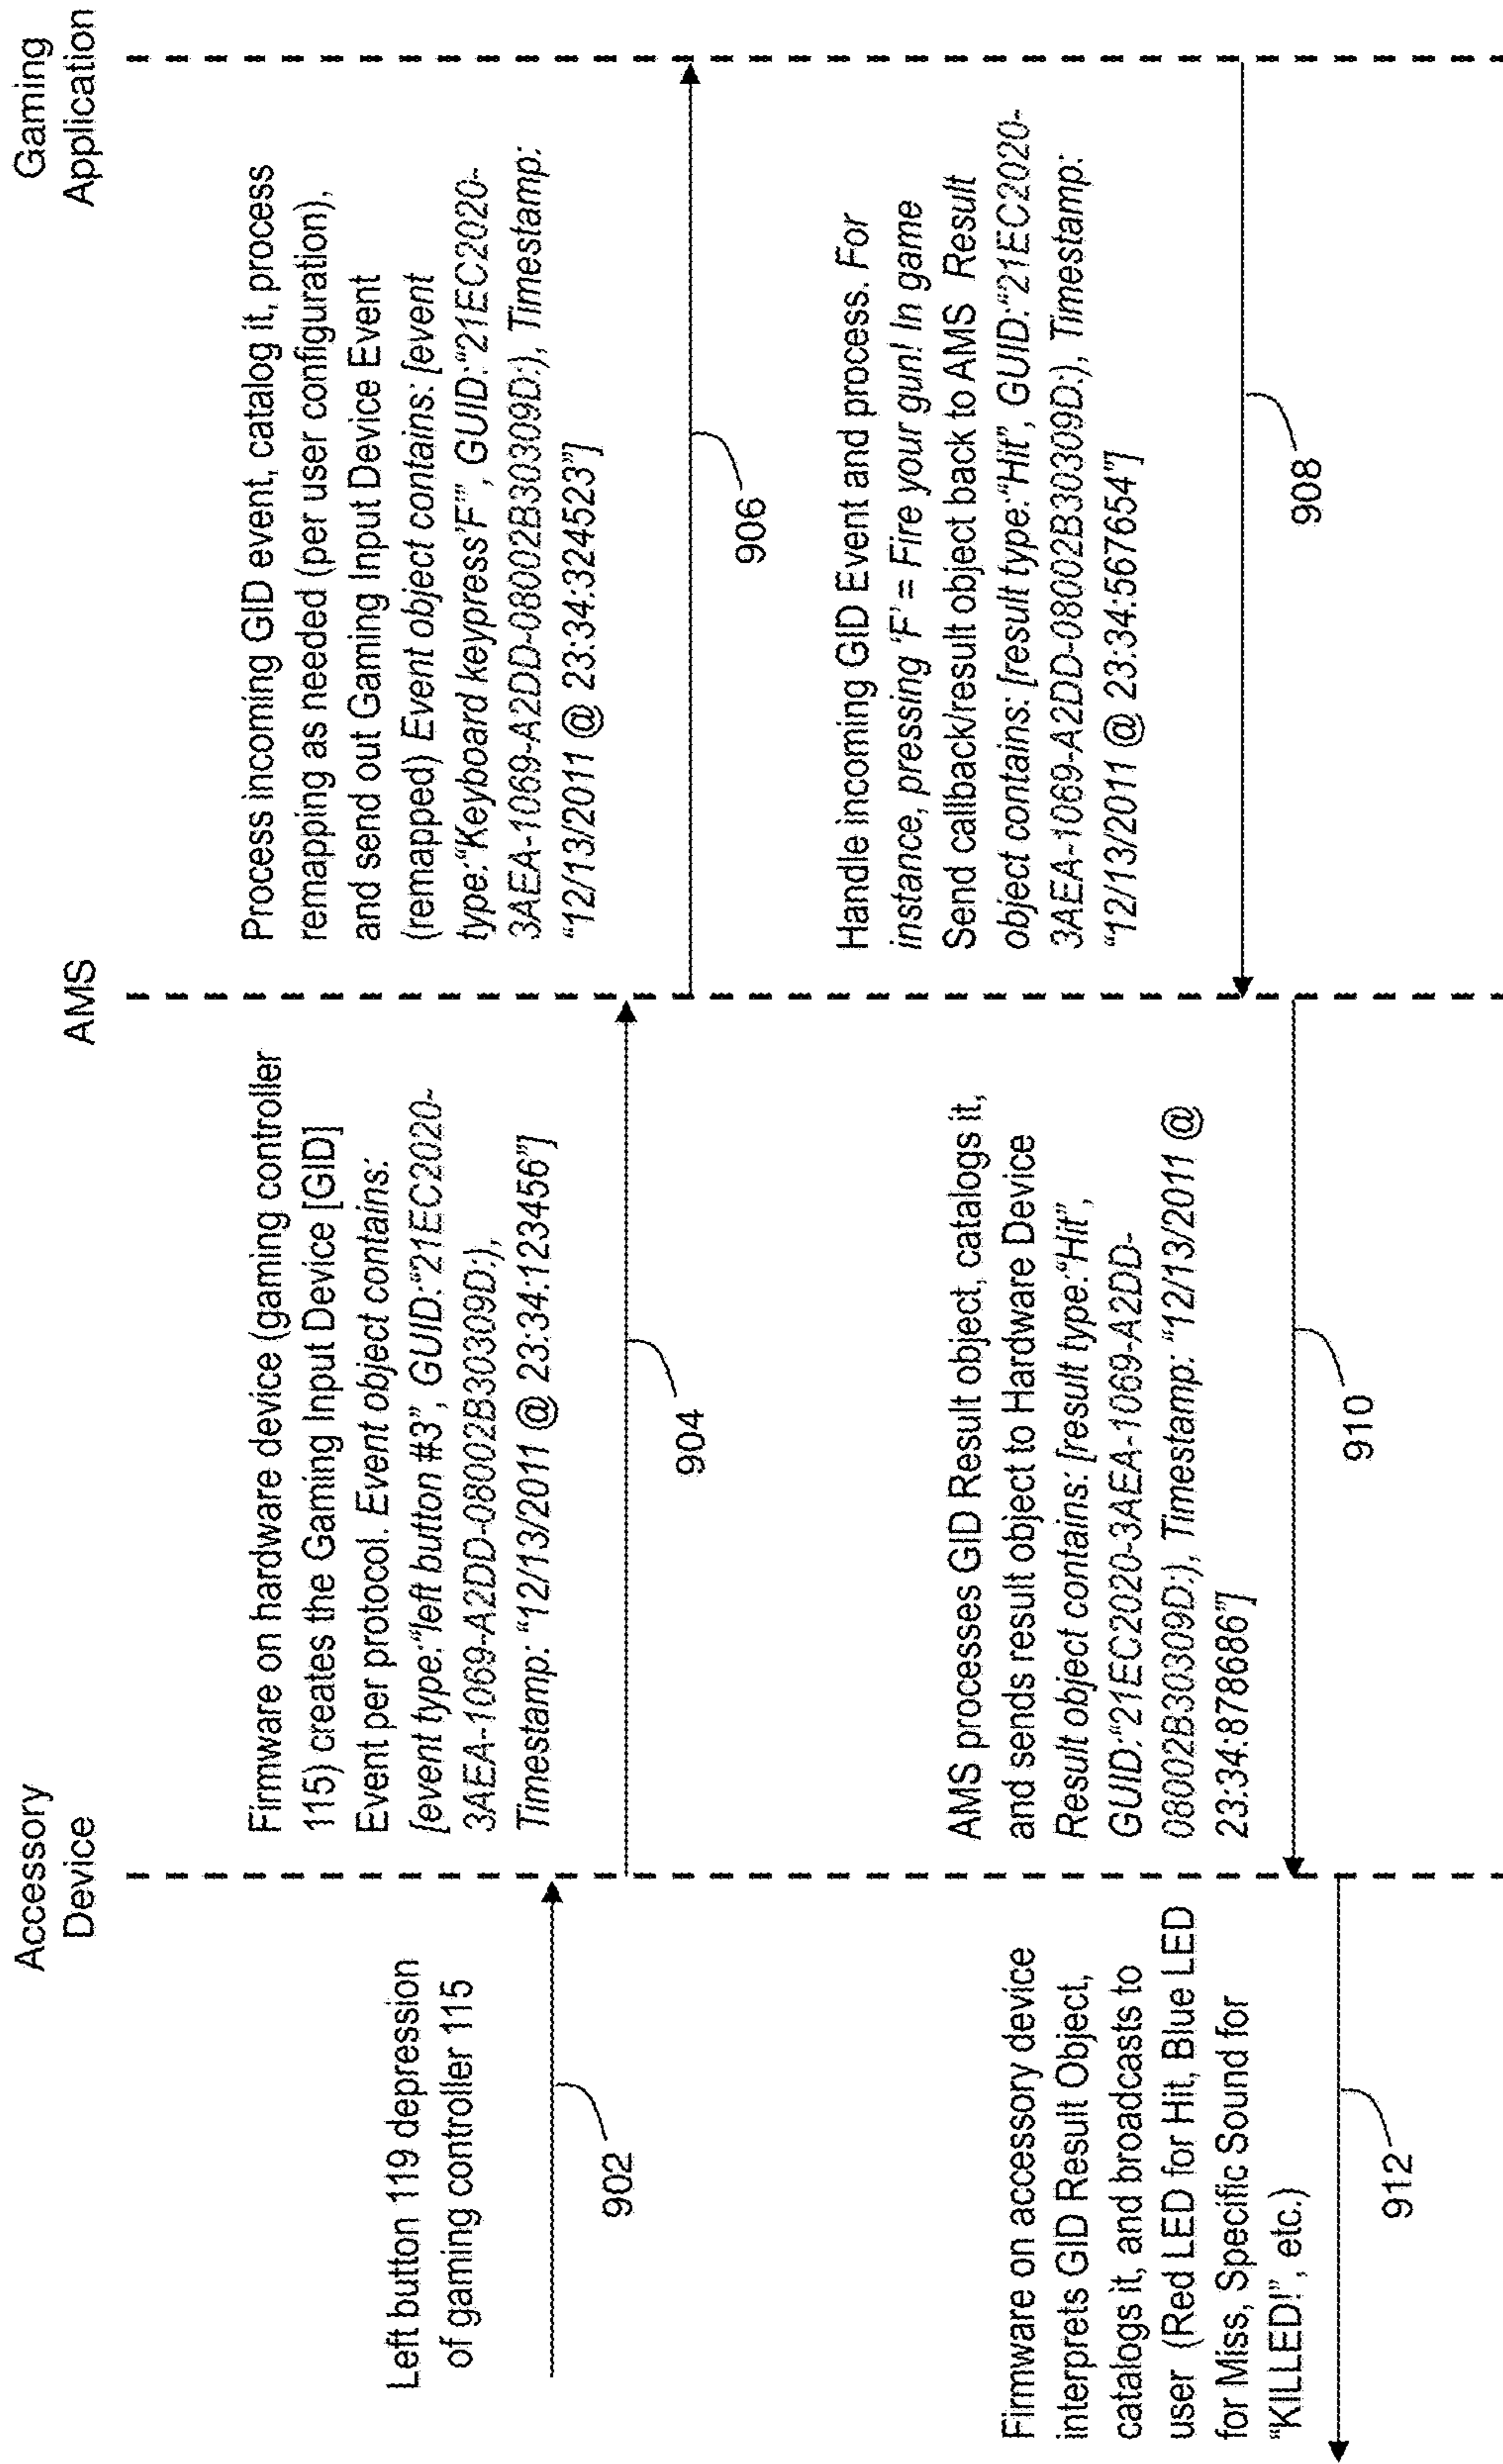 Accessory
Device
AMS
Gaming
Application
Left button 119 depression
of gaming controller 115
902
Firmware on hardware device (gaming controller
115) creates the Gaming Input Device [GID]
Event per protocol. Event object contains:
[event type:“left button #3”, GUID:“21EC2020-
3AEA-1069-A2DD-08002B30309D:),
Timestamp: “12/13/2011 @ 23:34:123456”]
904
Process incoming GID event, catalog it, process
remapping as needed (per user configuration),
and send out Gaming Input Device Event
(remapped) Event object contains: [event
type:“Keyboard keypress‘F’”, GUID:“21EC2020-
3AEA-1069-A2DD-08002B30309D:), Timestamp:
“12/13/2011 @ 23:34:324523”]
906
Handle incoming GID Event and process. For
instance, pressing ‘F’ = Fire your gun! In game
Send callback/result object back to AMS Result
object contains: [result type:“Hit”, GUID:“21EC2020-
3AEA-1069-A2DD-08002B30309D:), Timestamp:
“12/13/2011 @ 23:34:567654”]
908
AMS processes GID Result object, catalogs it,
and sends result object to Hardware Device
Result object contains: [result type:“Hit”,
GUID:“21EC2020-3AEA-1069-A2DD-
08002B30309D:), Timestamp: “12/13/2011 @
23:34:878686”]
910
Firmware on accessory device
interprets GID Result Object,
catalogs it, and broadcasts to
user (Red LED for Hit, Blue LED
for Miss, Specific Sound for
“KILLED!”, etc.)
912